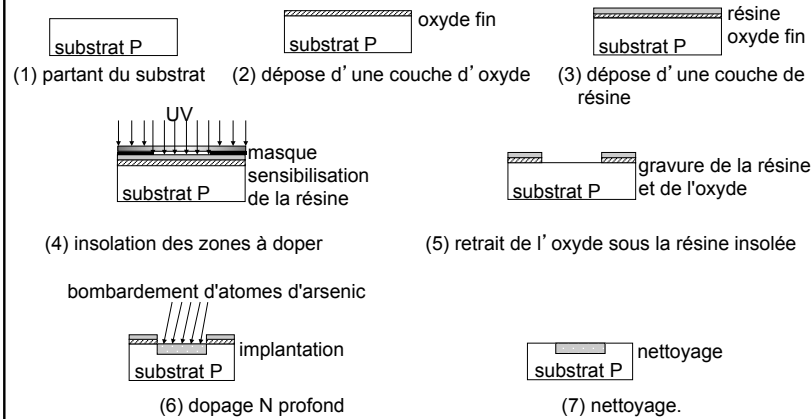 substrat P
(1) partant du substrat
oxyde fin
substrat P
(2) dépose d'une couche d'oxyde
résine
oxyde fin
substrat P
(3) dépose d'une couche de
résine
UV
masque
sensibilisation
de la résine
substrat P
(4) insolation des zones à doper
gravure de la résine
et de l'oxyde
substrat P
(5) retrait de l'oxyde sous la résine insolée
bombardement d'atomes d'arsenic
implantation
substrat P
(6) dopage N profond
nettoyage
substrat P
(7) nettoyage.